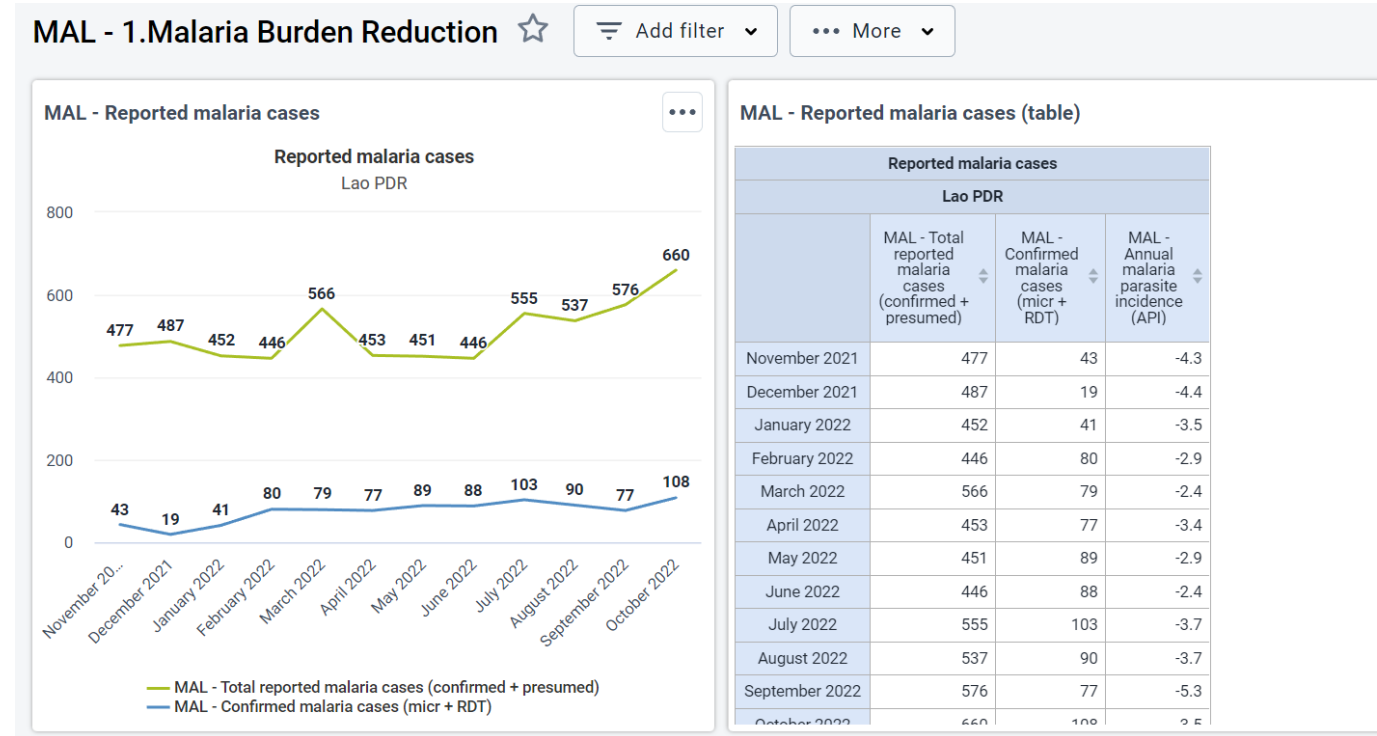 MAL - 1.Malaria Burden Reduction
Add filter
More
MAL - Reported malaria cases
Reported malaria cases
Lao PDR
800
600
400
200
0
477
487
452
446
566
453
451
446
555
537
576
660
43
19
41
80
79
77
89
88
103
90
77
108
November 20...
December 2021
January 2022
February 2022
March 2022
April 2022
May 2022
June 2022
July 2022
August 2022
September 2022
October 2022
MAL - Total reported malaria cases (confirmed + presumed)
MAL - Confirmed malaria cases (micr + RDT)
MAL - Reported malaria cases (table)
Reported malaria cases
Lao PDR
MAL - Total
reported
malaria
cases
(confirmed +
presumed)
MAL -
Confirmed
malaria
cases
(micr +
RDT)
MAL -
Annual
malaria
parasite
incidence
(API)
November 2021 477 43 -4.3
December 2021 487 19 -4.4
January 2022 452 41 -3.5
February 2022 446 80 -2.9
March 2022 566 79 -2.4
April 2022 453 77 -3.4
May 2022 451 89 -2.9
June 2022 446 88 -2.4
July 2022 555 103 -3.7
August 2022 537 90 -3.7
September 2022 576 77 -5.3
October 2022 660 108